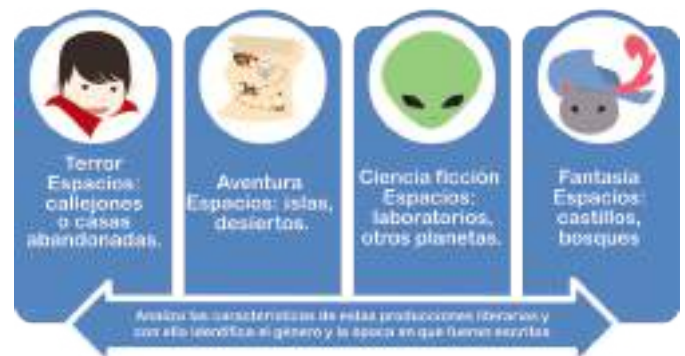 Terror
Espacios:
callejones
o casas
abandonadas.
Aventura
Espacios: islas,
desiertos.
Ciencia ficción
Espacios:
laboratorios,
otros planetas.
Fantasía
Espacios:
castillos,
bosques
Analiza las características de estas producciones literarias y
con ello identifica el género y la época en que fueron escritas